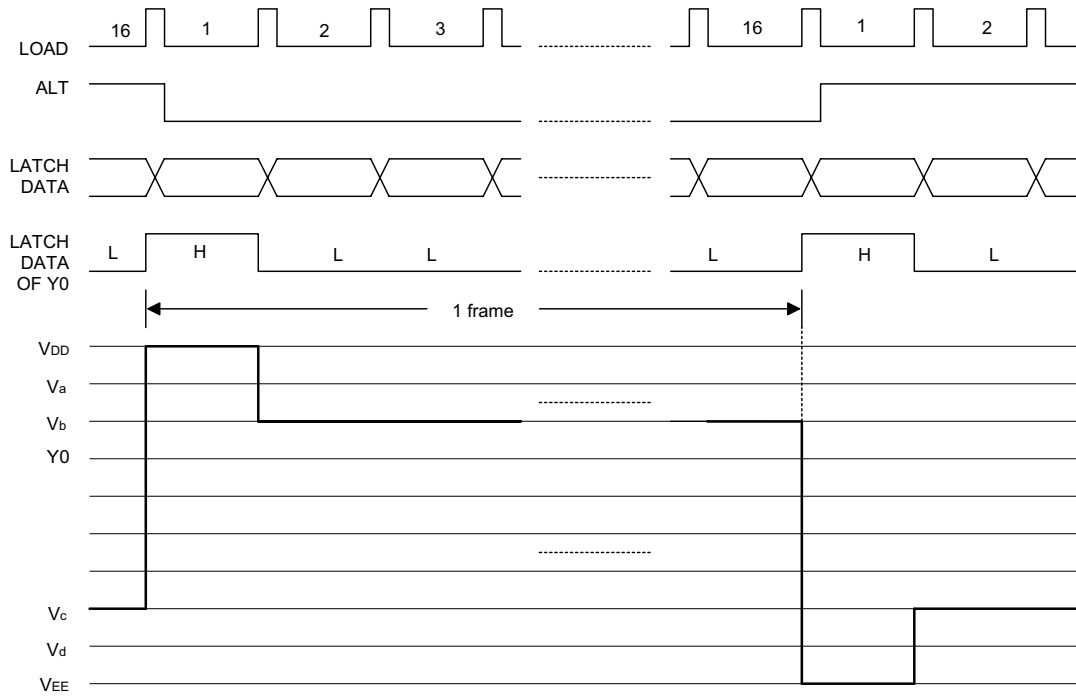 16 1 2 3 16 1 2
LOAD
ALT
LATCH
DATA
LATCH
DATA
OF Y0
L H L L L H L
1 frame
VDD
Va
Vb
Y0
Vc
Vd
VEE